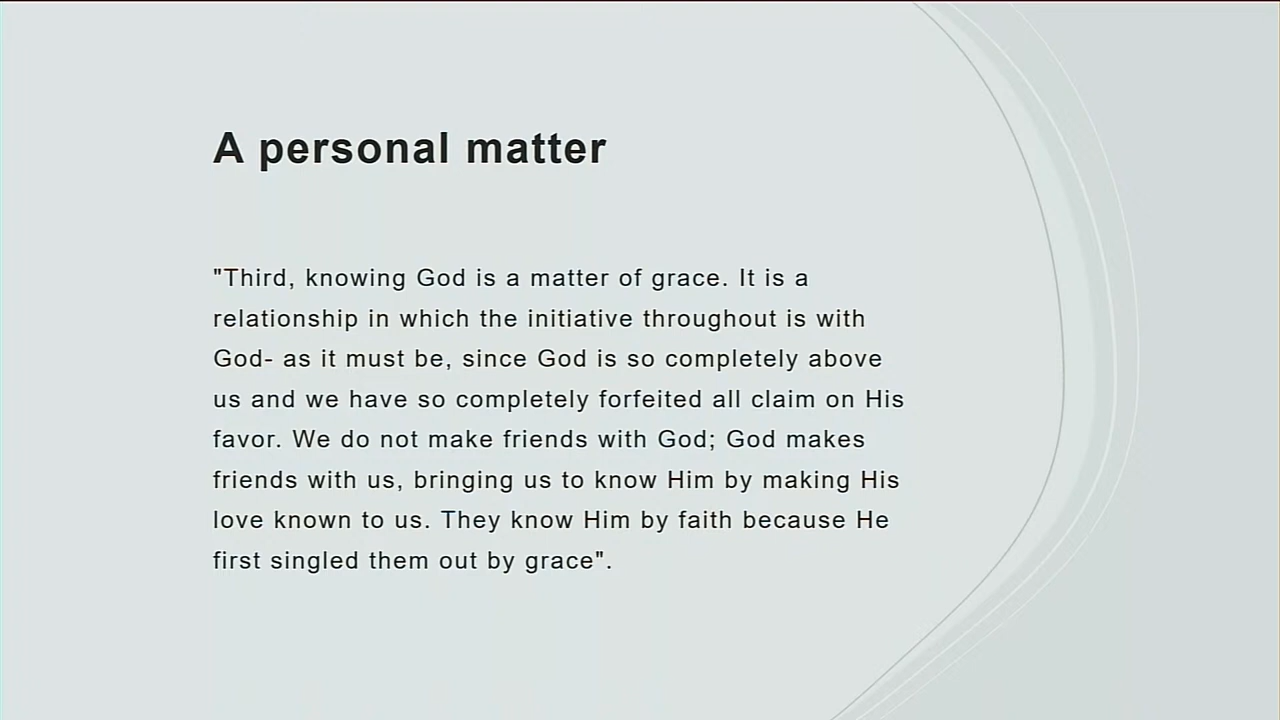 A personal matter
"Third, knowing God is a matter of grace. It is a
relationship in which the initiative throughout is with
God- as it must be, since God is so completely above
us and we have so completely forfeited all claim on His
favor. We do not make friends with God; God makes
friends with us, bringing us to know Him by making His
love known to us. They know Him by faith because He
first singled them out by grace".